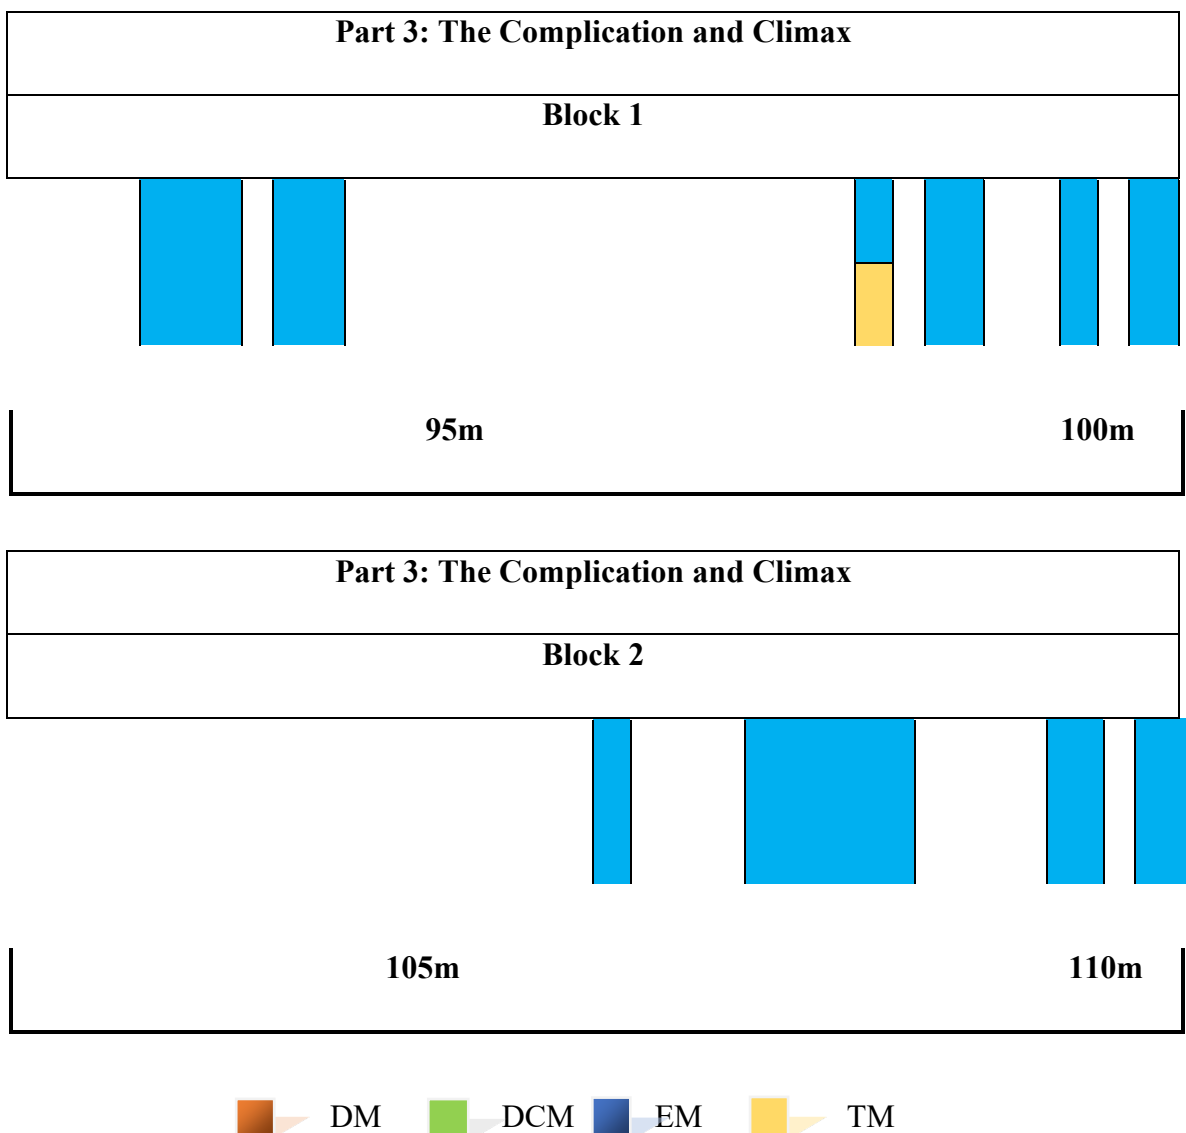 Part 3: The Complication and Climax
Block 1
95m 100m
Part 3: The Complication and Climax
Block 2
105m 110m
DM DCM EM TM